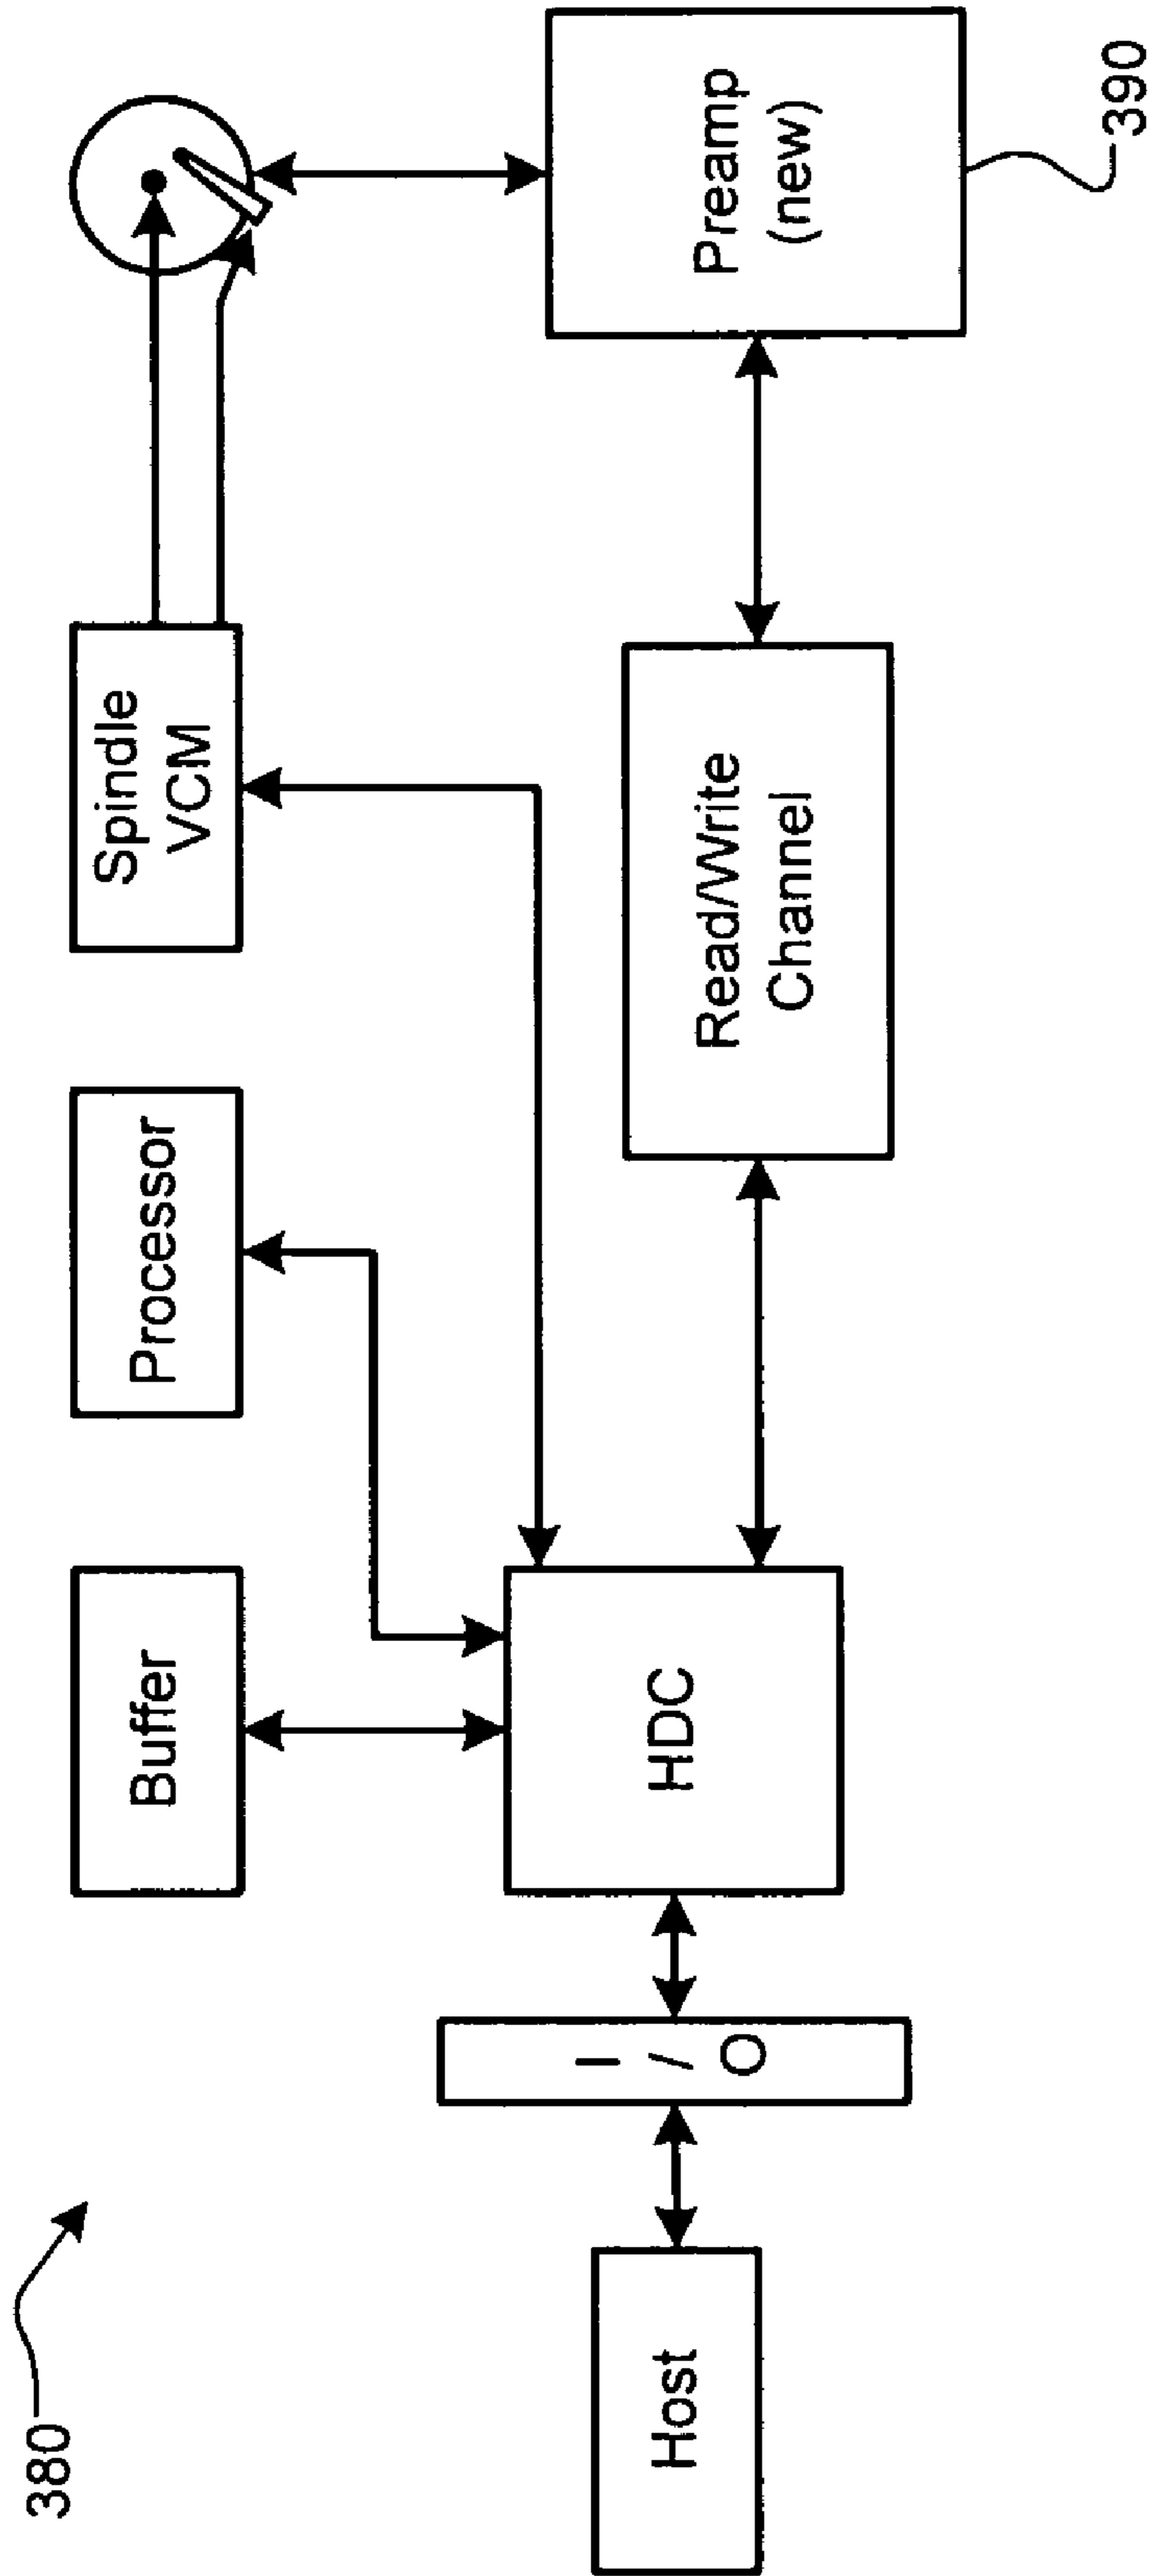 380
Buffer
Processor
Spindle
VCM
Host
I
/
O
HDC
Read/Write
Channel
Preamp
(new)
390